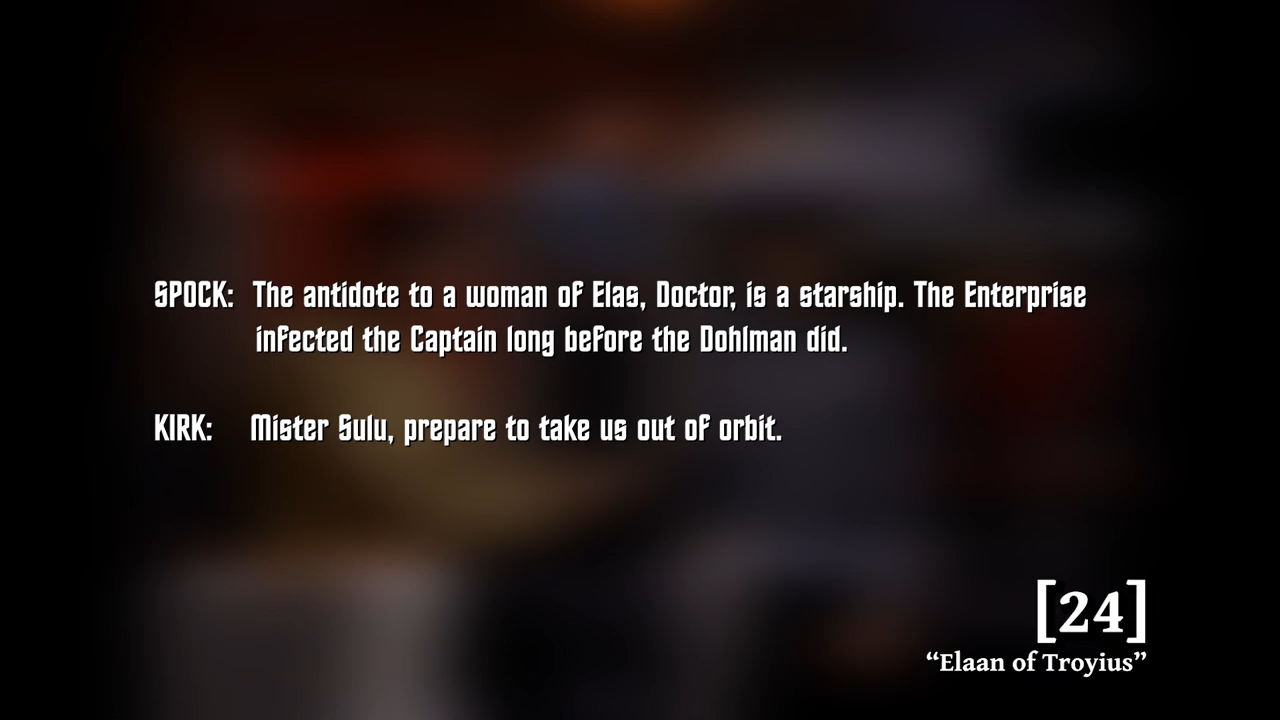 SPOCK: The antidote to a woman of Elas, Doctor, is a starship. The Enterprise
infected the Captain long before the Dohlman did.
KIRK: Mister Sulu, prepare to take us out of orbit.
[24]
“Elaan of Troyius”